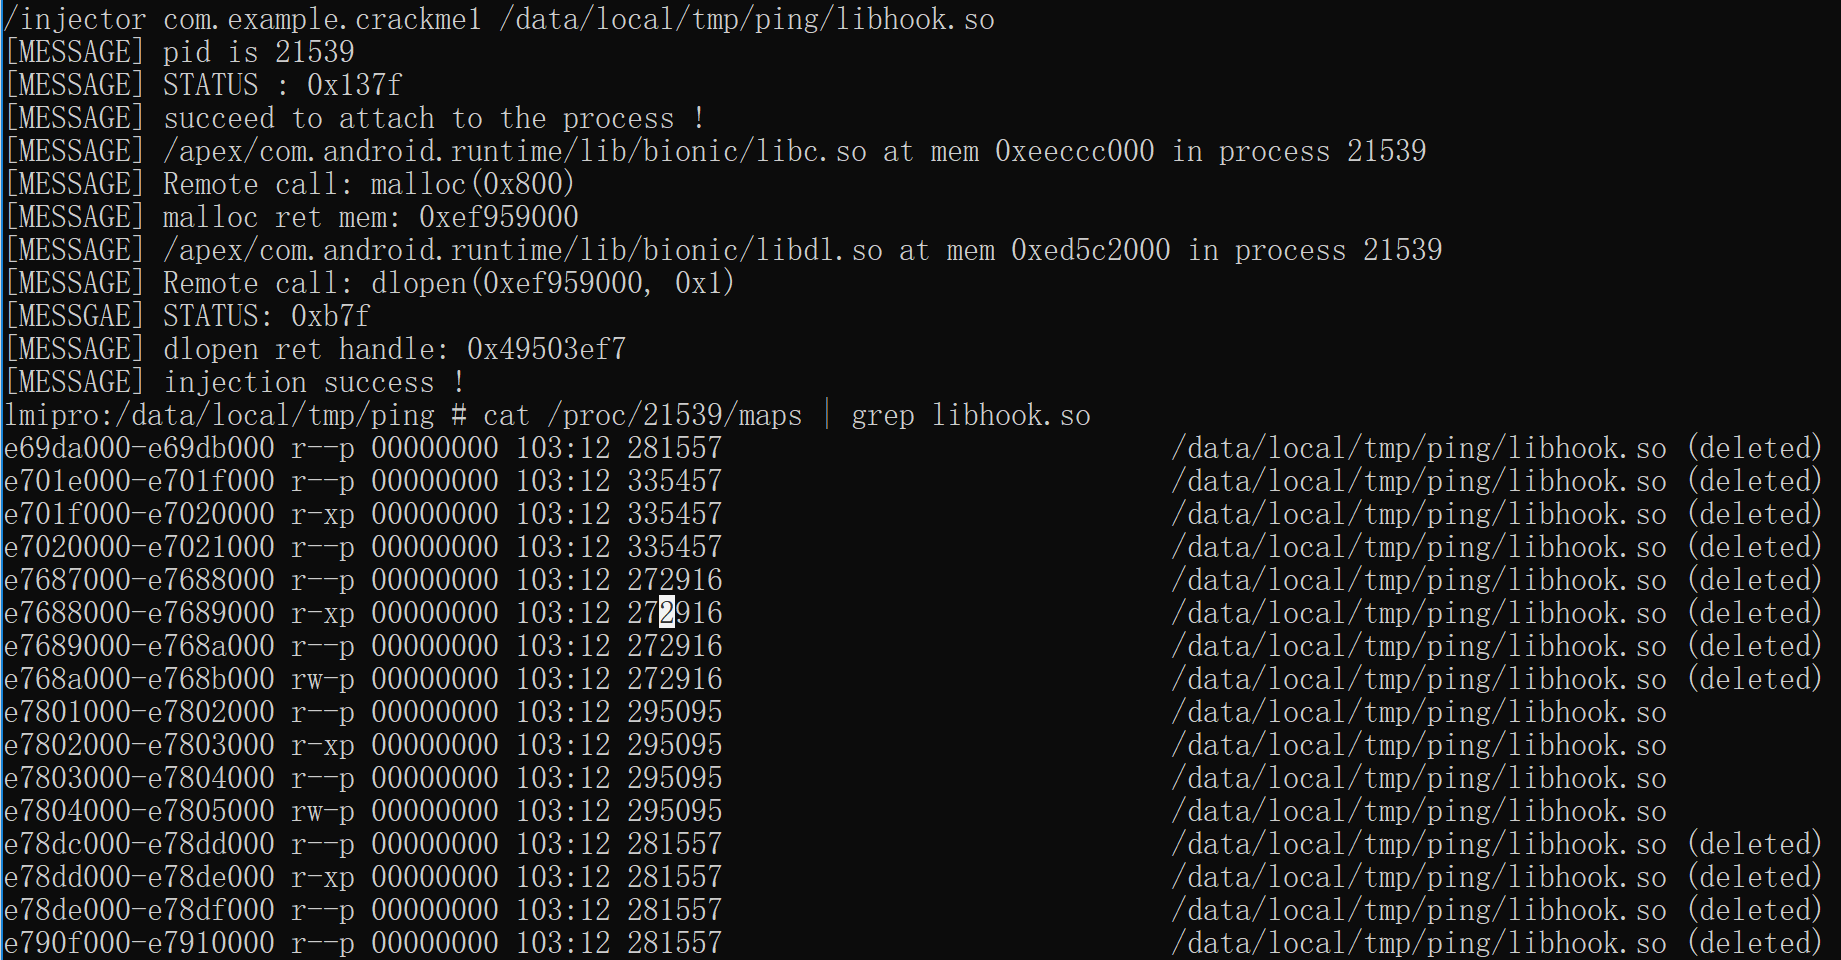 /injector com.example.crackme1 /data/local/tmp/ping/libhook.so
[MESSAGE] pid is 21539
[MESSAGE] STATUS : 0x137f
[MESSAGE] succeed to attach to the process !
[MESSAGE] /apex/com.android.runtime/lib/bionic/libc.so at mem 0xeeccc000 in process 21539
[MESSAGE] Remote call: malloc(0x800)
[MESSAGE] malloc ret mem: 0xef959000
[MESSAGE] /apex/com.android.runtime/lib/bionic/libdl.so at mem 0xed5c2000 in process 21539
[MESSAGE] Remote call: dlopen(0xef959000, 0x1)
[MESSGAE] STATUS: 0xb7f
[MESSAGE] dlopen ret handle: 0x49503ef7
[MESSAGE] injection success !
lmipro:/data/local/tmp/ping # cat /proc/21539/maps | grep libhook.so
e69da000-e69db000 r--p 00000000 103:12 281557 /data/local/tmp/ping/libhook.so (deleted)
e701e000-e701f000 r--p 00000000 103:12 335457 /data/local/tmp/ping/libhook.so (deleted)
e701f000-e7020000 r-xp 00000000 103:12 335457 /data/local/tmp/ping/libhook.so (deleted)
e7020000-e7021000 r--p 00000000 103:12 335457 /data/local/tmp/ping/libhook.so (deleted)
e7687000-e7688000 r--p 00000000 103:12 272916 /data/local/tmp/ping/libhook.so (deleted)
e7688000-e7689000 r-xp 00000000 103:12 272916 /data/local/tmp/ping/libhook.so (deleted)
e7689000-e768a000 r--p 00000000 103:12 272916 /data/local/tmp/ping/libhook.so (deleted)
e768a000-e768b000 rw-p 00000000 103:12 272916 /data/local/tmp/ping/libhook.so (deleted)
e7801000-e7802000 r--p 00000000 103:12 295095 /data/local/tmp/ping/libhook.so
e7802000-e7803000 r-xp 00000000 103:12 295095 /data/local/tmp/ping/libhook.so
e7803000-e7804000 r--p 00000000 103:12 295095 /data/local/tmp/ping/libhook.so
e7804000-e7805000 rw-p 00000000 103:12 295095 /data/local/tmp/ping/libhook.so
e78dc000-e78dd000 r--p 00000000 103:12 281557 /data/local/tmp/ping/libhook.so (deleted)
e78dd000-e78de000 r-xp 00000000 103:12 281557 /data/local/tmp/ping/libhook.so (deleted)
e78de000-e78df000 r--p 00000000 103:12 281557 /data/local/tmp/ping/libhook.so (deleted)
e790f000-e7910000 r--p 00000000 103:12 281557 /data/local/tmp/ping/libhook.so (deleted)